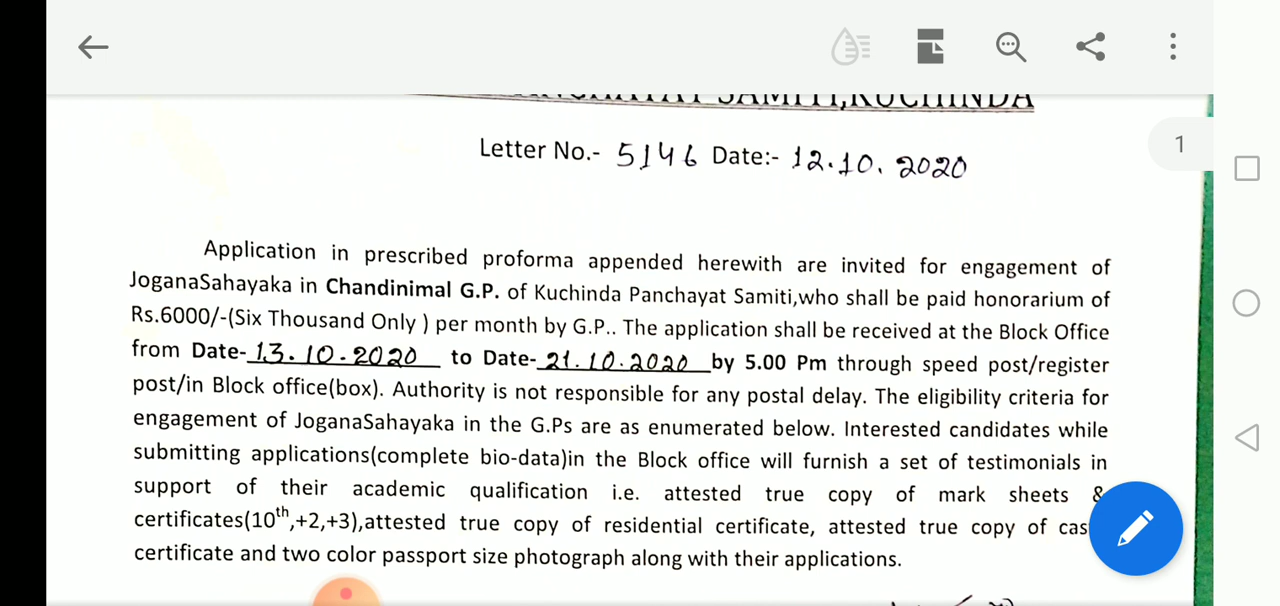 SAMITI,KUCHINDA
1
Letter No.- 5146 Date:- 12.10.2020
Application in prescribed proforma appended herewith are invited for engagement of
JoganaSahayaka in Chandinimal G.P. of Kuchinda Panchayat Samiti,who shall be paid honorarium of
Rs.6000/-(Six Thousand Only ) per month by G.P.. The application shall be received at the Block Office
from Date- 13.10.2020 to Date- 21.10.2020 by 5.00 Pm through speed post/register
post/in Block office(box). Authority is not responsible for any postal delay. The eligibility criteria for
engagement of JoganaSahayaka in the G.Ps are as enumerated below. Interested candidates while
submitting applications(complete bio-data)in the Block office will furnish a set of testimonials in
support of their academic qualification i.e. attested true copy of mark sheets &
certificates(10th,+2,+3),attested true copy of residential certificate, attested true copy of cas
certificate and two color passport size photograph along with their applications.